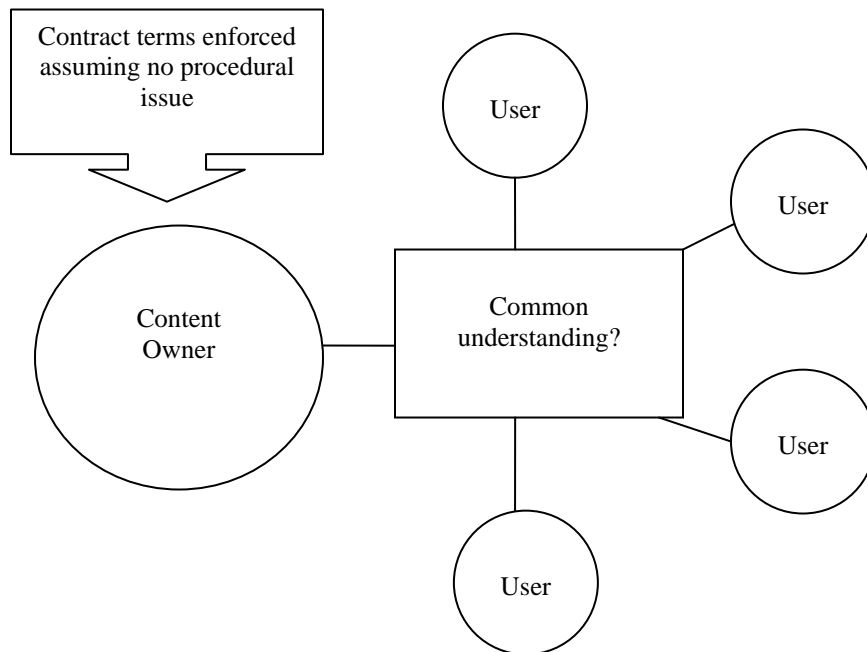 Contract terms enforced
assuming no procedural
issue
User
User
Content
Owner
Common
understanding?
User
User